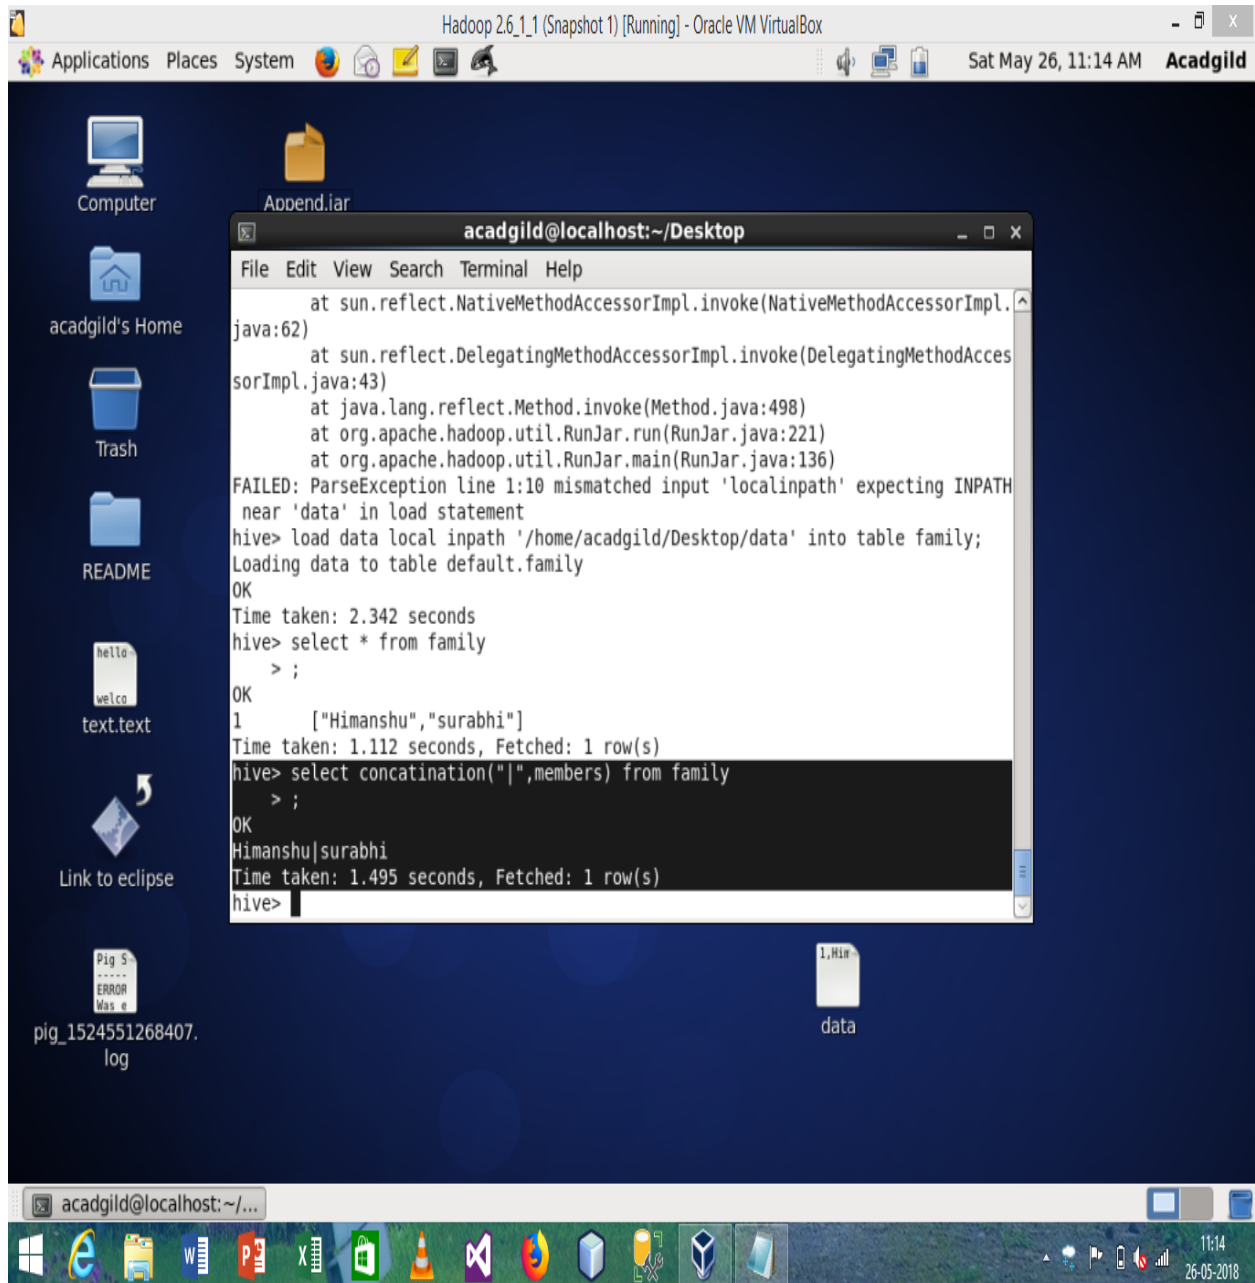 Hadoop 2.6_1_1 (Snapshot 1) [Running] - Oracle VM VirtualBox
Applications Places System
Sat May 26, 11:14 AM Acadgild
Computer
Append.jar
acadgild's Home
Trash
README
hello
welco
text.text
Link to eclipse
Pig S
-----
ERROR
Was e
pig_1524551268407.
log
acadgild@localhost:~/Desktop
File Edit View Search Terminal Help
at sun.reflect.NativeMethodAccessorImpl.invoke(NativeMethodAccessorImpl.
java:62)
at sun.reflect.DelegatingMethodAccessorImpl.invoke(DelegatingMethodAcces
sorImpl.java:43)
at java.lang.reflect.Method.invoke(Method.java:498)
at org.apache.hadoop.util.RunJar.run(RunJar.java:221)
at org.apache.hadoop.util.RunJar.main(RunJar.java:136)
FAILED: ParseException line 1:10 mismatched input 'localinpath' expecting INPATH
near 'data' in load statement
hive> load data local inpath '/home/acadgild/Desktop/data' into table family;
Loading data to table default.family
OK
Time taken: 2.342 seconds
hive> select * from family
> ;
OK
1 ["Himanshu","surabhi"]
Time taken: 1.112 seconds, Fetched: 1 row(s)
hive> select concatination("|",members) from family
> ;
OK
Himanshu|surabhi
Time taken: 1.495 seconds, Fetched: 1 row(s)
hive>
1,Him
data
acadgild@localhost:~/...
11:14
26-05-2018